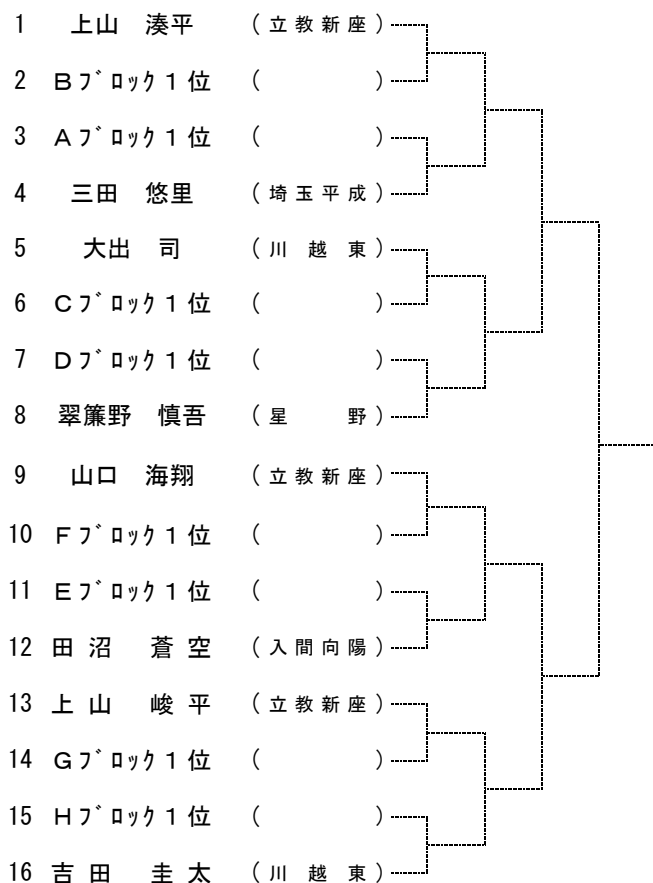 1 上山 湊平 (立教新座)
2 Bﾌﾞﾛｯｸ1位 ( )
3 Aﾌﾞﾛｯｸ1位 ( )
4 三田 悠里 (埼玉平成)
5 大出 司 (川越東)
6 Cﾌﾞﾛｯｸ1位 ( )
7 Dﾌﾞﾛｯｸ1位 ( )
8 翠簾野 慎吾 (星 野)
9 山口 海翔 (立教新座)
10 Fﾌﾞﾛｯｸ1位 ( )
11 Eﾌﾞﾛｯｸ1位 ( )
12 田沼 蒼空 (入間向陽)
13 上山 峻平 (立教新座)
14 Gﾌﾞﾛｯｸ1位 ( )
15 Hﾌﾞﾛｯｸ1位 ( )
16 吉田 圭太 (川越東)